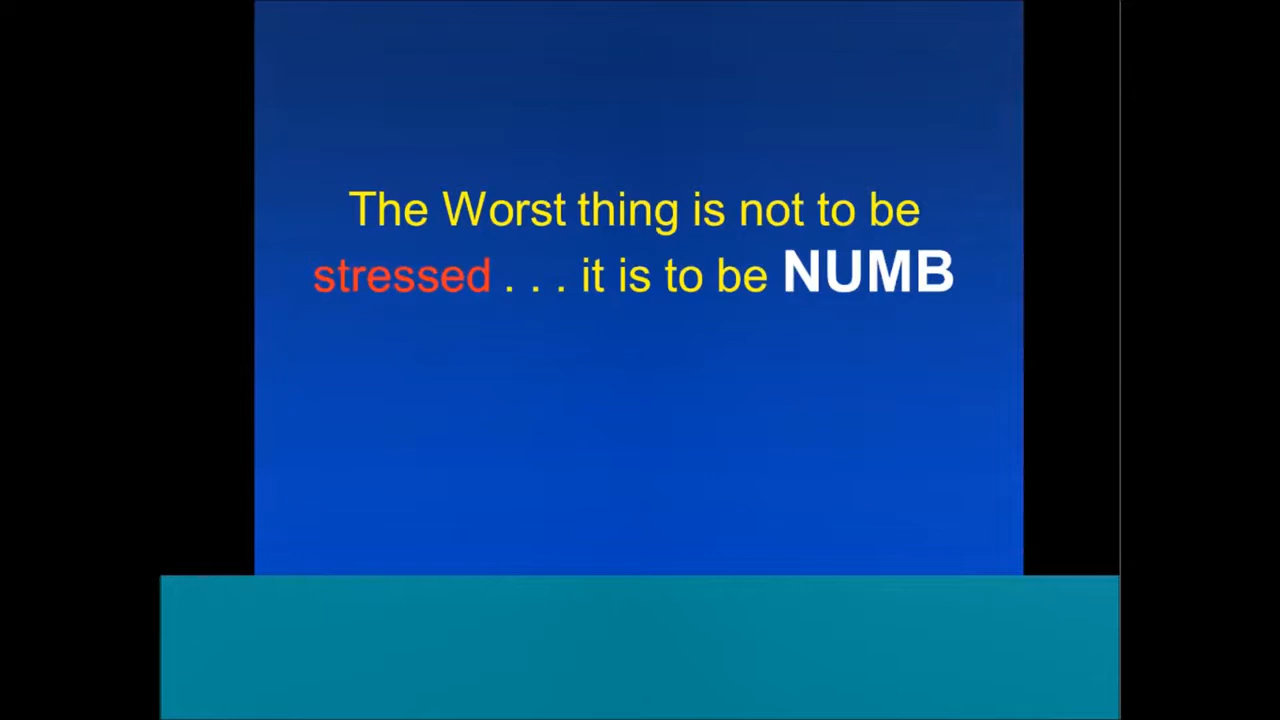 The Worst thing is not to be
stressed . . . it is to be NUMB